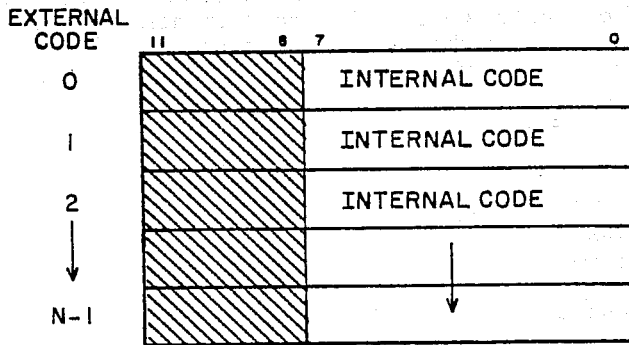 EXTERNAL
CODE
11 8 7 0
0 INTERNAL CODE
1 INTERNAL CODE
2 INTERNAL CODE
N-1